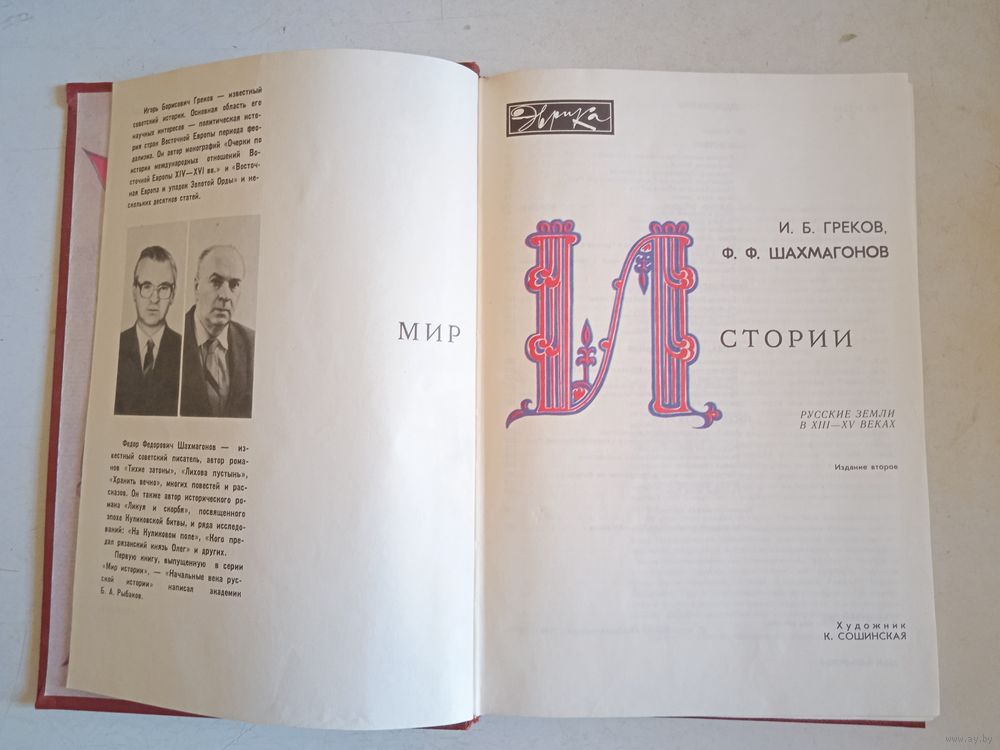 Игорь Борисович Греков — известный
советский историк. Основная область его
научных интересов — политическая исто-
рия стран Восточной Европы периода фео-
дализма. Он автор монографий «Очерки по
истории международных отношений Во-
сточной Европы XIV—XVI вв.» и «Восточ-
ная Европа и упадок Золотой Орды» и не-
скольких десятков статей.
Федор Федорович Шахмагонов — из-
вестный советский писатель, автор рома-
нов «Тихие затоны», «Лихова пустынь»,
«Хранить вечно», многих повестей и рас-
сказов. Он также автор исторического ро-
мана «Ликуя и скорбя», посвященного
эпохе Куликовской битвы, и ряда исследо-
ваний: «На Куликовом поле», «Кого пре-
дал рязанский князь Олег» и других.
Первую книгу, выпущенную в серии
«Мир истории», — «Начальные века рус-
ской истории» написал академик
Б. А. Рыбаков.
Эврика
И. Б. ГРЕКОВ,
Ф. Ф. ШАХМАГОНОВ
МИР ИСТОРИИ
РУССКИЕ ЗЕМЛИ
В XIII—XV ВЕКАХ
Издание второе
Художник
К. СОШИНСКАЯ
www.ay.by